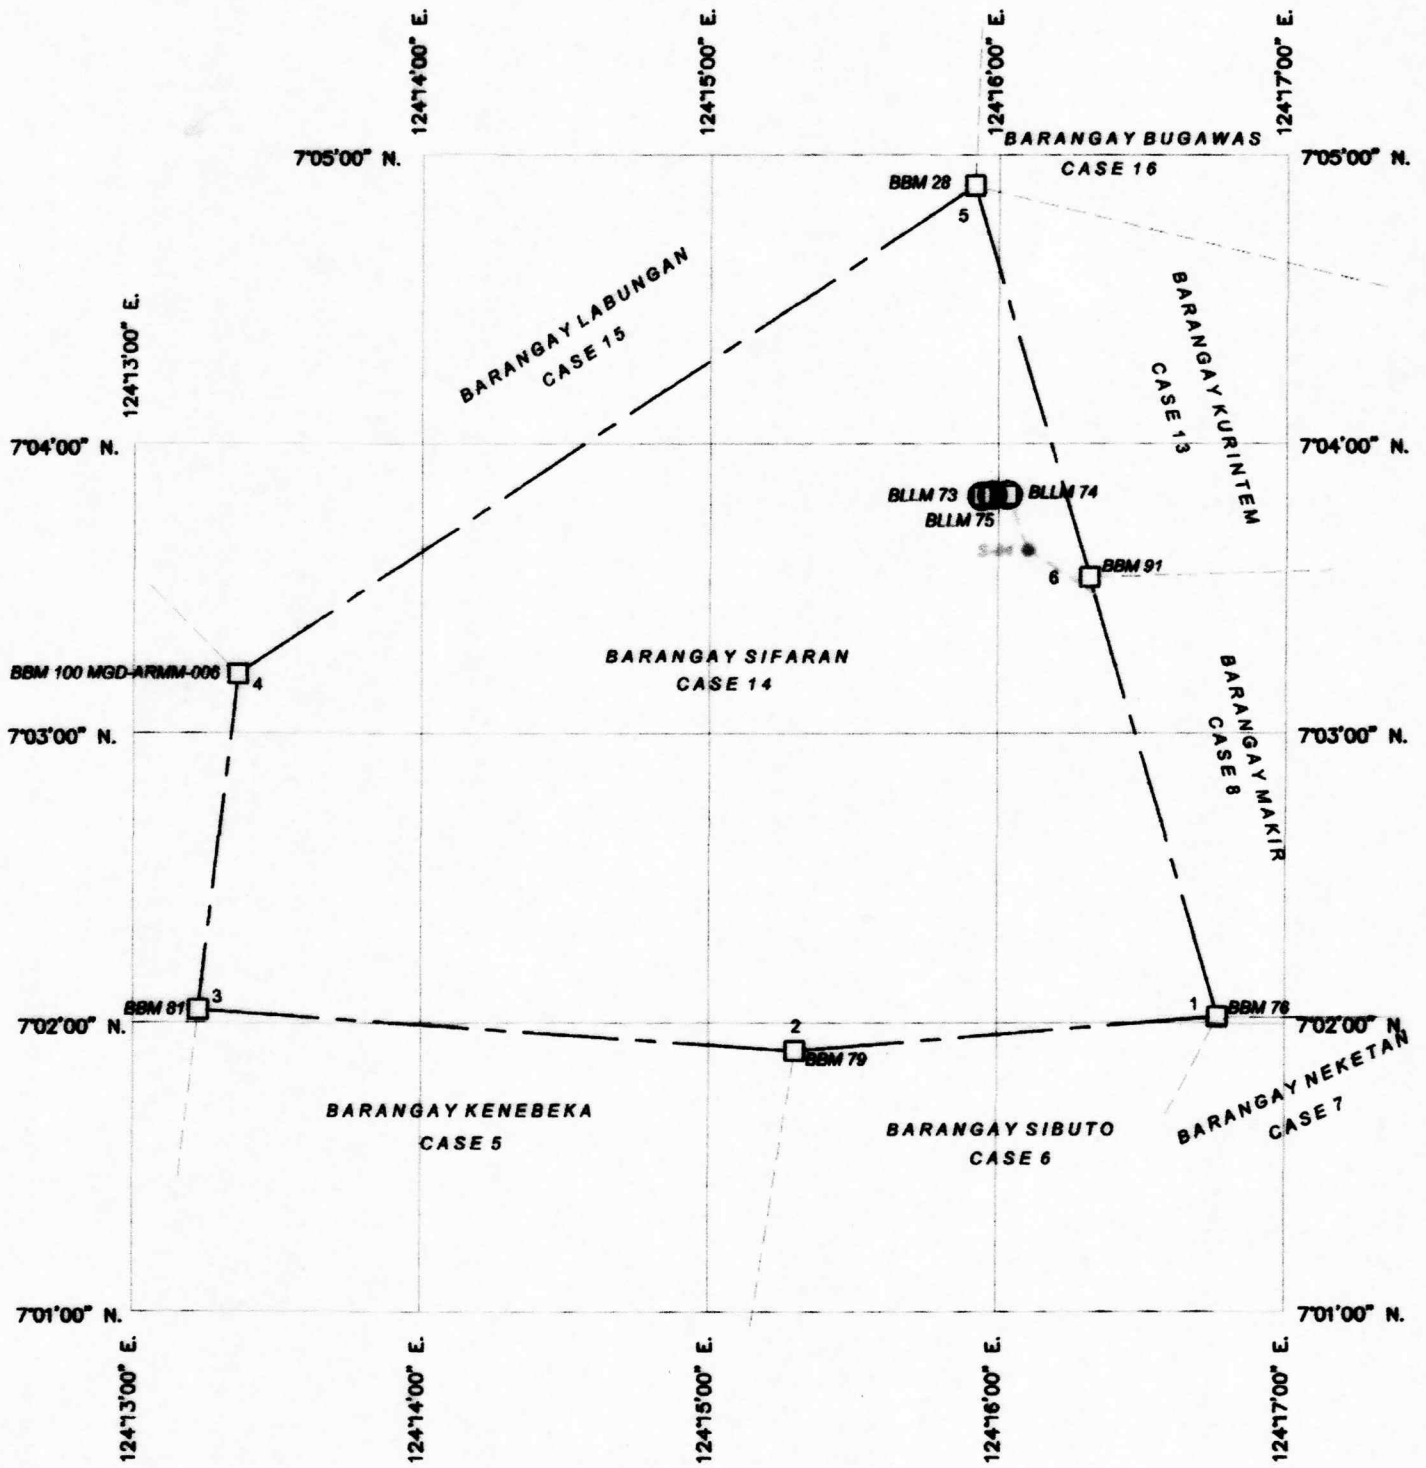 124°14'00" E.
124°15'00" E.
124°16'00" E.
124°17'00" E.
BARANGAY BUGAWAS
CASE 16
7°05'00" N.
7°05'00" N.
BBM 28
5
BARANGAY LABUNGAN
CASE 15
124°13'00" E.
BARANGAY KURINTEM
CASE 13
7°04'00" N.
7°04'00" N.
BLLM 73
BLLM 74
BLLM 75
6
BBM 91
BARANGAY SIFARAN
CASE 14
BBM 100 MGD-ARMM-006
4
BARANGAY MAKIR
CASE 8
7°03'00" N.
7°03'00" N.
BBM 81
3
1
BBM 76
7°02'00" N.
7°02'00" N.
2
BBM 79
BARANGAY KENEBEKA
CASE 5
BARANGAY SIBUTO
CASE 6
BARANGAY NEKETAN
CASE 7
7°01'00" N.
7°01'00" N.
124°13'00" E.
124°14'00" E.
124°15'00" E.
124°16'00" E.
124°17'00" E.